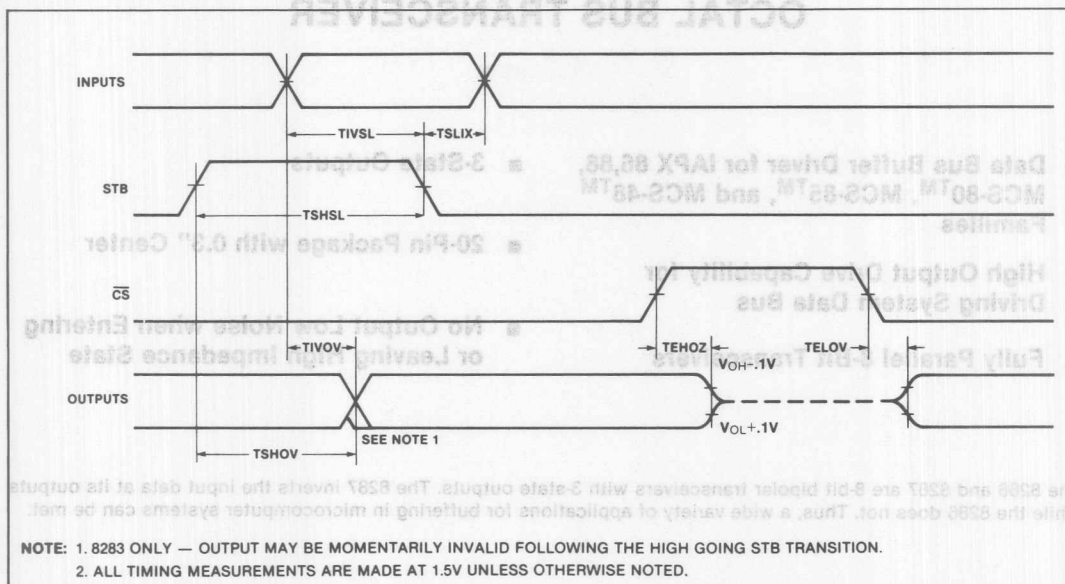 OCTAL BUS TRANSCEIVER
INPUTS
TIVSL
TSLIX
Data Bus Buffer Driver for iAPX 86,88,
MCS-80™, MCS-85™, and MCS-48™
Families
3-State Outputs
STB
TSHSL
20-Pin Package with 0.3" Center
High Output Drive Capability for
Driving System Data Bus
CS
No Output Low Noise when Entering
or Leaving High Impedance State
TIVOV
TEHOZ
TELOV
Fully Parallel 8-Bit Transceivers
VOH-.1V
OUTPUTS
VOL+.1V
SEE NOTE 1
TSHOV
The 8286 and 8287 are 8-bit bipolar transceivers with 3-state outputs. The 8287 inverts the input data at its outputs
while the 8286 does not. Thus, a wide variety of applications for buffering in microcomputer systems can be met.
NOTE: 1. 8283 ONLY — OUTPUT MAY BE MOMENTARILY INVALID FOLLOWING THE HIGH GOING STB TRANSITION.
2. ALL TIMING MEASUREMENTS ARE MADE AT 1.5V UNLESS OTHERWISE NOTED.